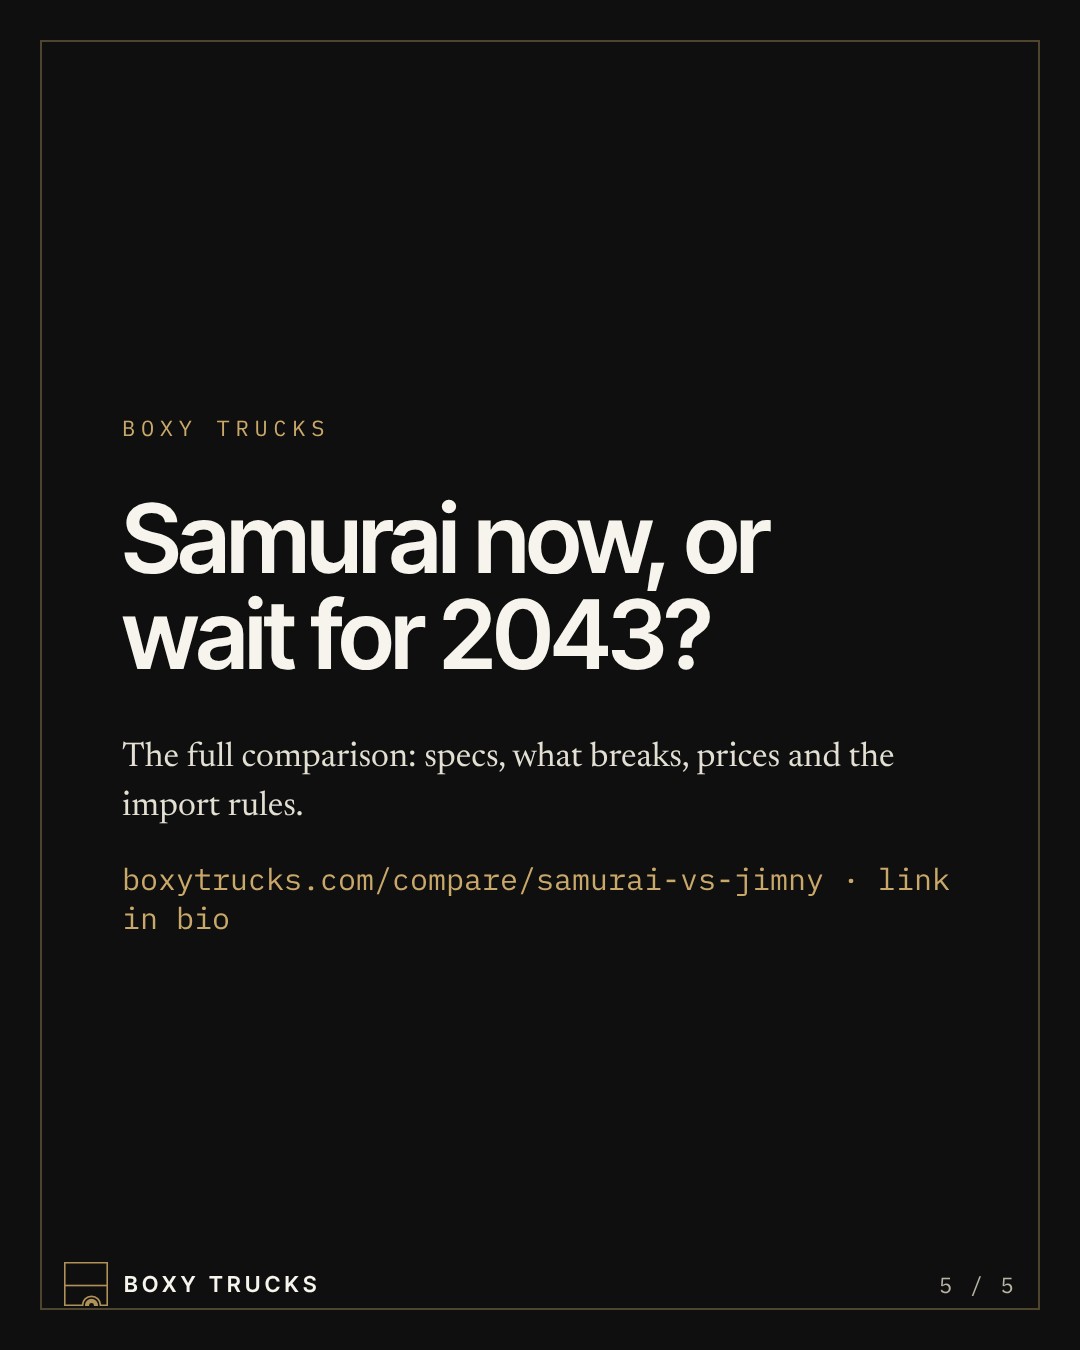 BOXY TRUCKS
Samurai now, or
wait for 2043?
The full comparison: specs, what breaks, prices and the
import rules.
boxytrucks.com/compare/samurai-vs-jimny · link
in bio
BOXY TRUCKS
5 / 5